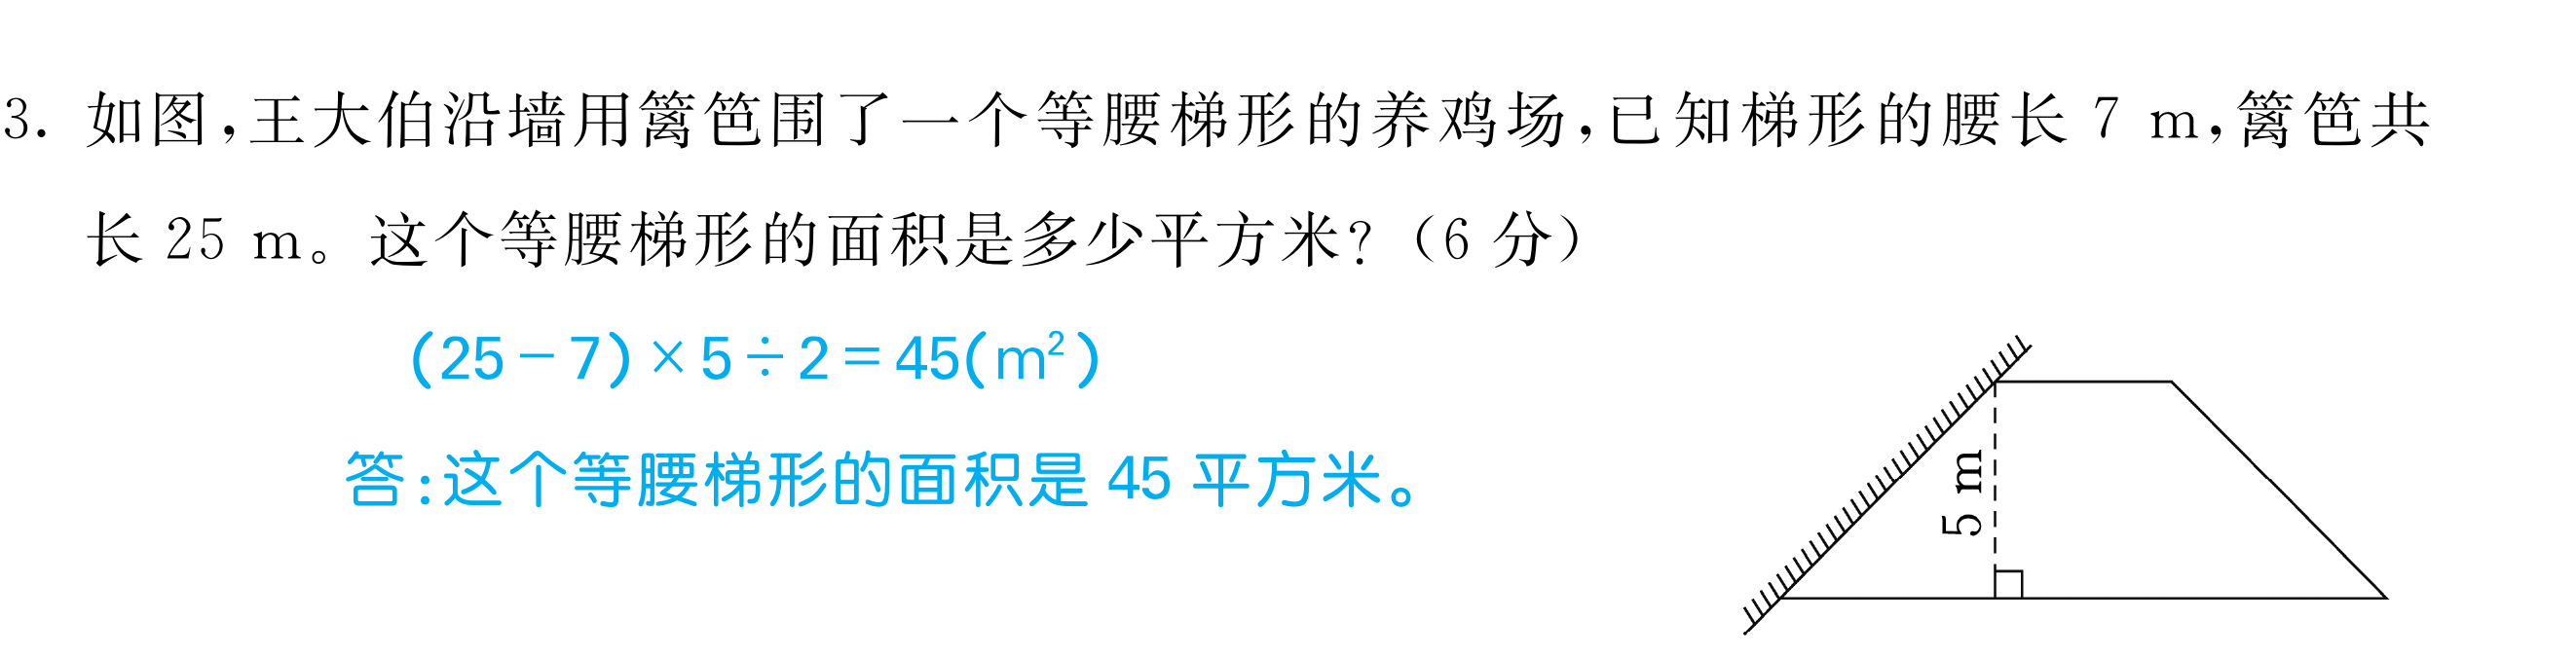 3. 如图,王大伯沿墙用篱笆围了一个等腰梯形的养鸡场,已知梯形的腰长 7 m,篱笆共
长 25 m。这个等腰梯形的面积是多少平方米?(6 分)
(25-7)×5÷2=45(m²)
答:这个等腰梯形的面积是 45 平方米。
5 m